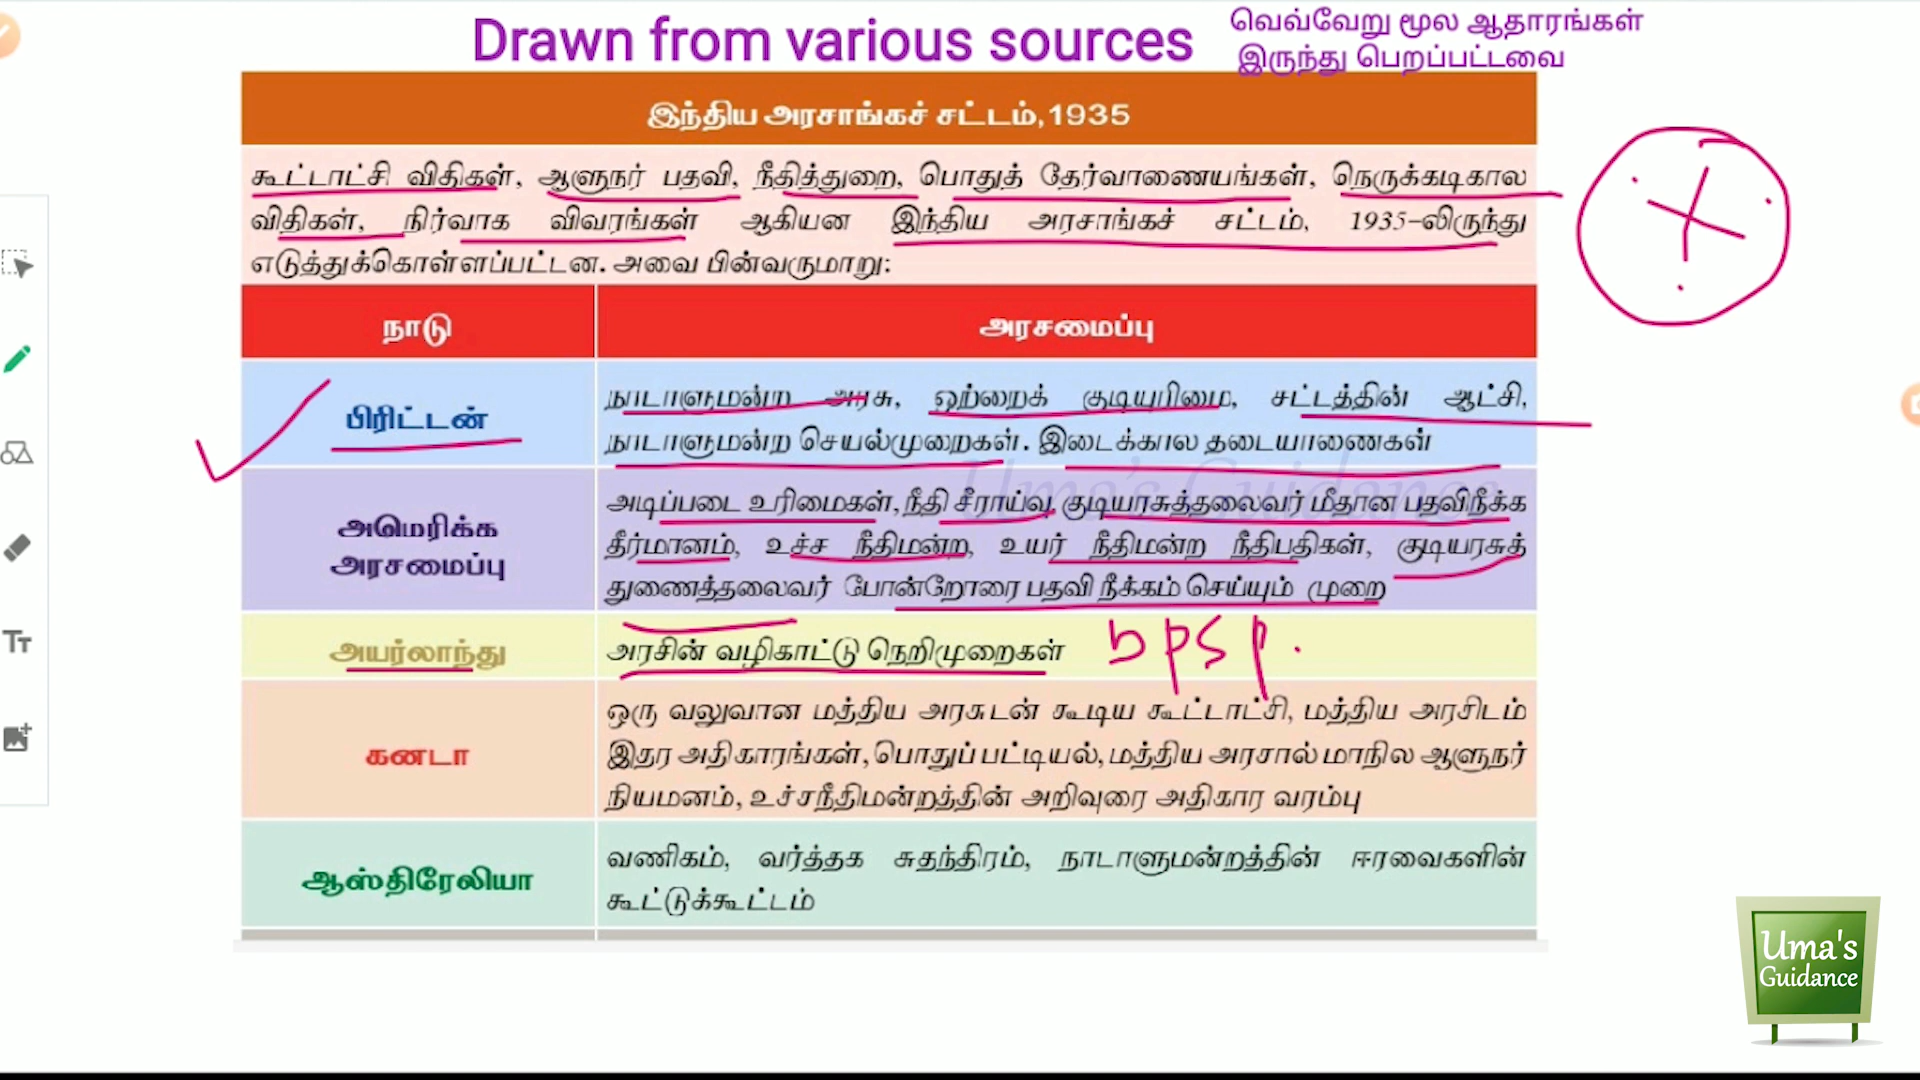 Drawn from various sources
வெவ்வேறு மூல ஆதாரங்கள்
இருந்து பெறப்பட்டவை
இந்திய அரசாங்கச் சட்டம், 1935
கூட்டாட்சி விதிகள், ஆளுநர் பதவி, நீதித்துறை, பொதுத் தேர்வாணையங்கள், நெருக்கடிகால
விதிகள், நிர்வாக விவரங்கள் ஆகியன இந்திய அரசாங்கச் சட்டம், 1935-லிருந்து
எடுத்துக்கொள்ளப்பட்டன. அவை பின்வருமாறு:
நாடு அரசமைப்பு
பிரிட்டன்
நாடாளுமன்ற அரசு, ஒற்றைக் குடியுரிமை, சட்டத்தின் ஆட்சி,
நாடாளுமன்ற செயல்முறைகள். இடைக்கால தடையாணைகள்
அமெரிக்க
அரசமைப்பு
அடிப்படை உரிமைகள், நீதி சீராய்வு, குடியரசுத்தலைவர் மீதான பதவிநீக்க
தீர்மானம், உச்ச நீதிமன்ற, உயர் நீதிமன்ற நீதிபதிகள், குடியரசுத்
துணைத்தலைவர் போன்றோரை பதவி நீக்கம் செய்யும் முறை
அயர்லாந்து
அரசின் வழிகாட்டு நெறிமுறைகள் DPSP.
கனடா
ஒரு வலுவான மத்திய அரசுடன் கூடிய கூட்டாட்சி, மத்திய அரசிடம்
இதர அதிகாரங்கள், பொதுப் பட்டியல், மத்திய அரசால் மாநில ஆளுநர்
நியமனம், உச்சநீதிமன்றத்தின் அறிவுரை அதிகார வரம்பு
ஆஸ்திரேலியா
வணிகம், வர்த்தக சுதந்திரம், நாடாளுமன்றத்தின் ஈரவைகளின்
கூட்டுக்கூட்டம்
Uma's Guidance
TT
Uma's
Guidance